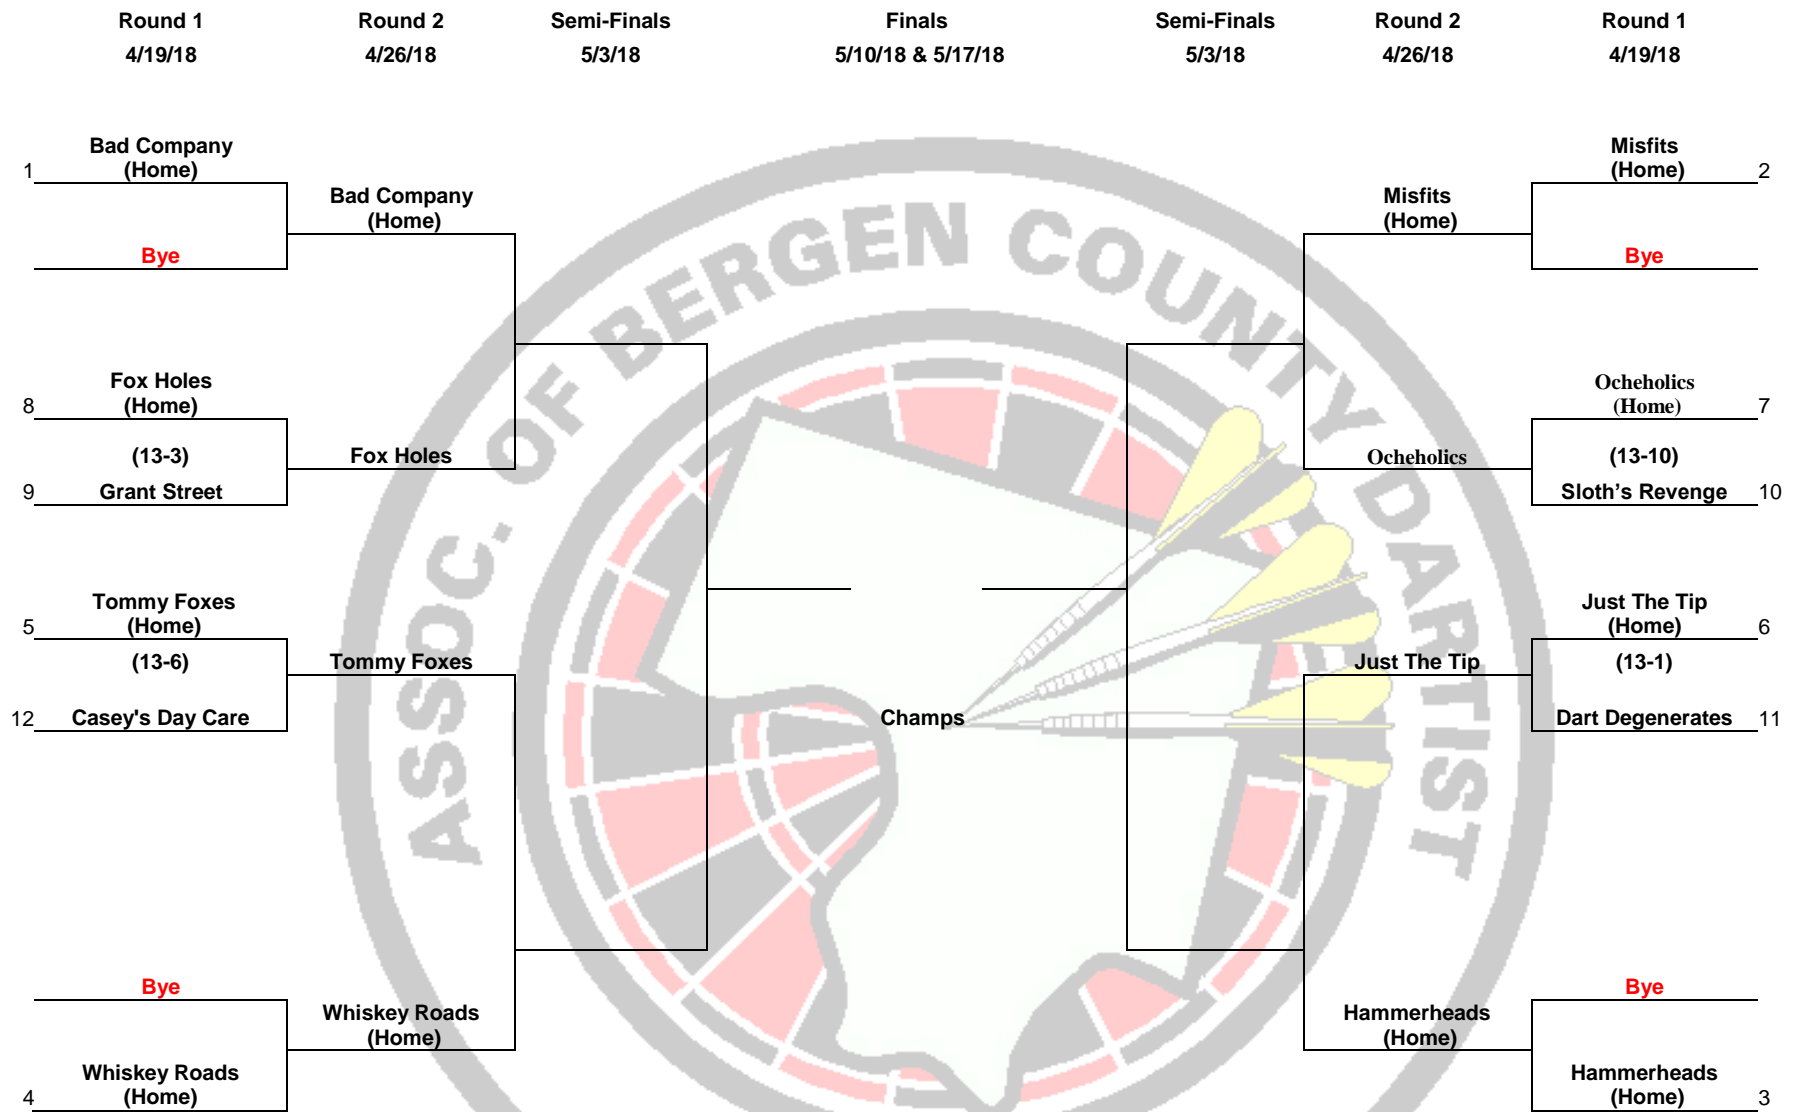 Round 1 Round 2 Semi-Finals Finals Semi-Finals Round 2 Round 1
4/19/18 4/26/18 5/3/18 5/10/18 & 5/17/18 5/3/18 4/26/18 4/19/18
ASSOC. OF BERGEN COUNTY DARTIST
Bad Company
1 (Home)
Bye
Bad Company
(Home)
Fox Holes
8 (Home)
(13-3)
9 Grant Street
Fox Holes
Tommy Foxes
5 (Home)
(13-6)
12 Casey's Day Care
Tommy Foxes
Bye
Whiskey Roads
4 (Home)
Whiskey Roads
(Home)
Champs
Misfits
(Home)
Misfits
(Home) 2
Bye
Ocheholics
Ocheholics
(Home) 7
(13-10)
Sloth’s Revenge 10
Just The Tip
Just The Tip
(Home) 6
(13-1)
Dart Degenerates 11
Hammerheads
(Home)
Bye
Hammerheads
(Home) 3